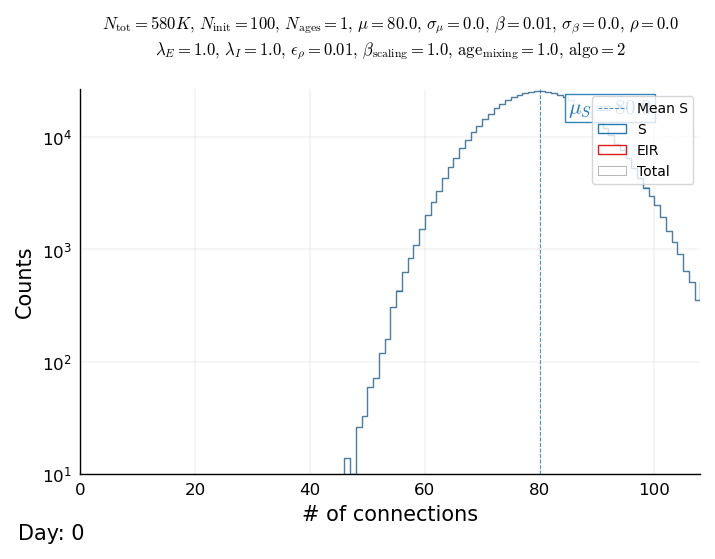 N_tot = 580K, N_init = 100, N_ages = 1, μ = 80.0, σ_μ = 0.0, β = 0.01, σ_β = 0.0, ρ = 0.0
λ_E = 1.0, λ_I = 1.0, ϵ_ρ = 0.01, β_scaling = 1.0, age_mixing = 1.0, algo = 2
μ_S
Mean S
S
EIR
Total
Counts
10^4
10^3
10^2
10^1
0 20 40 60 80 100
# of connections
Day: 0